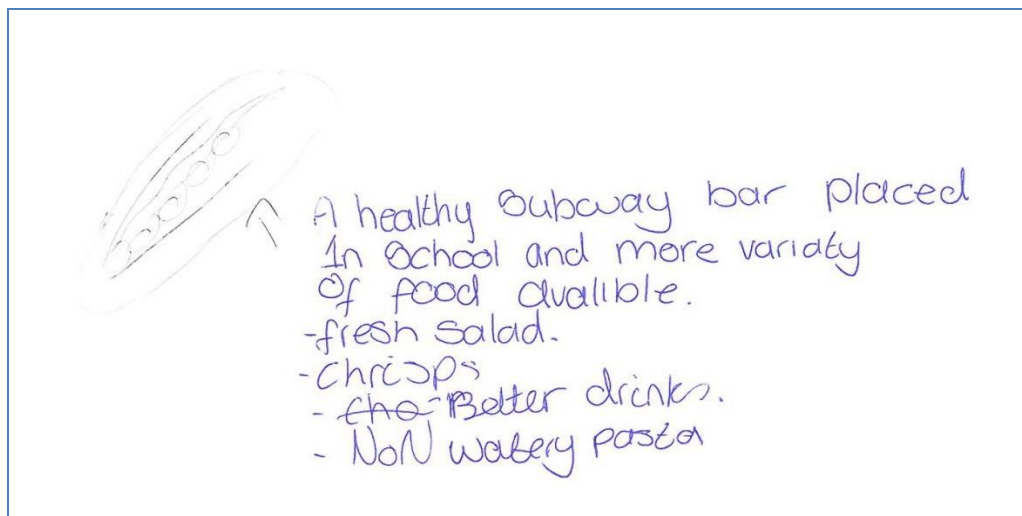 A healthy Subway bar placed
In School and more variaty
Of food avalible.
-fresh salad.
-Chrisps
- ~~Cho~~ Better drinks.
- NoN watery pasta